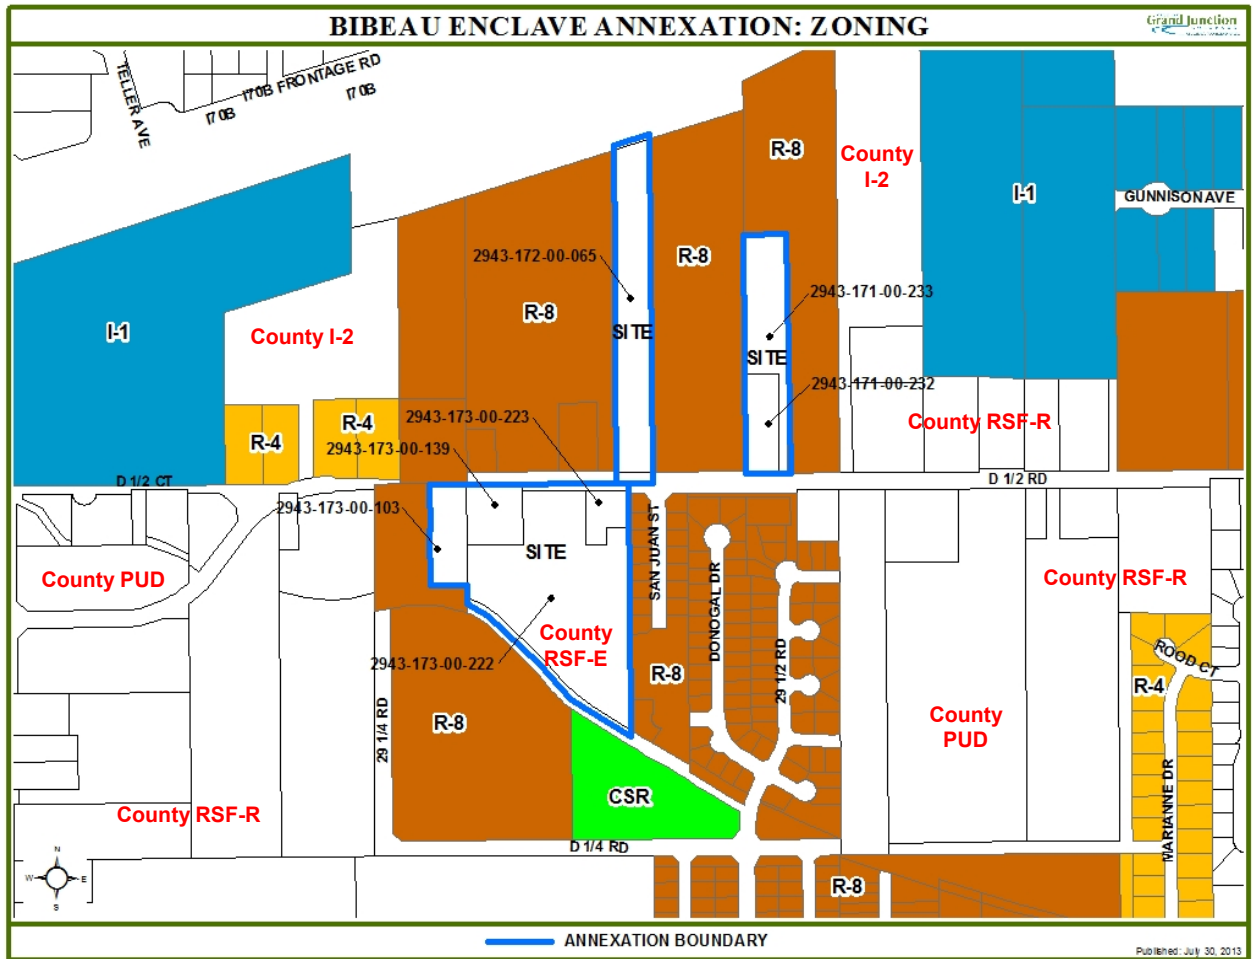 BIBEAU ENCLAVE ANNEXATION: ZONING
Grand Junction
TELLER AVE
I70B FRONTAGE RD
I70B
I70B
R-8
County
I-2
I-1
GUNNISON AVE
2943-172-00-065
R-8
2943-171-00-233
R-8
I-1
County I-2
SITE
SITE
2943-171-00-232
R-4
R-4
2943-173-00-223
County RSF-R
2943-173-00-139
D 1/2 CT
D 1/2 RD
2943-173-00-103
SITE
SAN JUAN ST
DONOGAL DR
County PUD
County RSF-R
County
RSF-E
2943-173-00-222
29 1/2 RD
ROOD CT
R-8
R-4
29 1/4 RD
R-8
County
PUD
CSR
MARIANNE DR
County RSF-R
D 1/4 RD
N
W
E
S
R-8
ANNEXATION BOUNDARY
Published: July 30, 2013